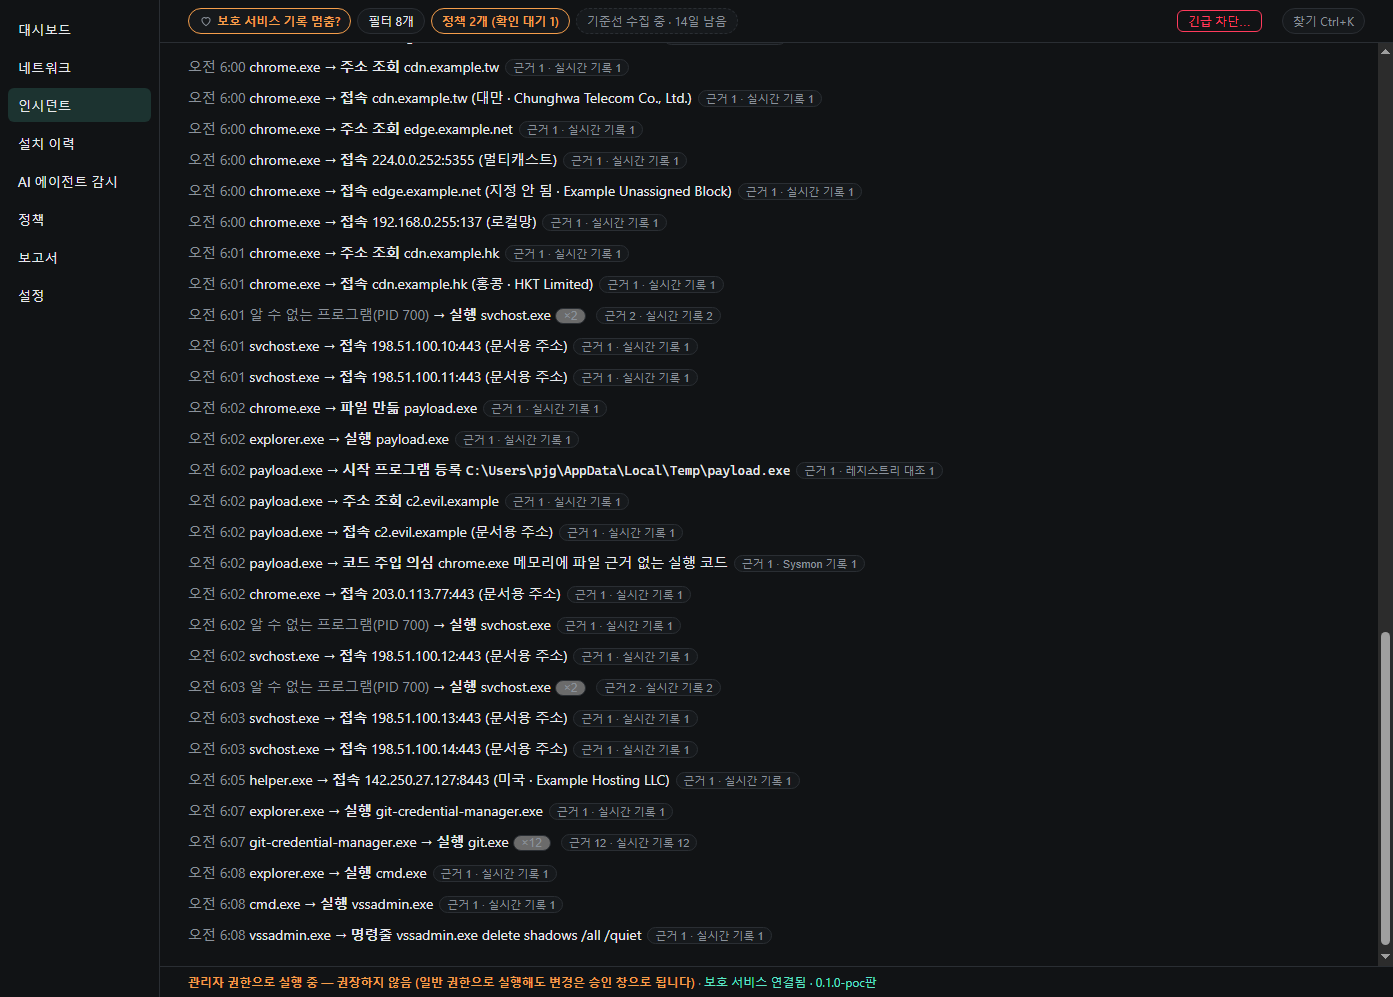 대시보드
네트워크
인시던트
설치 이력
AI 에이전트 감시
정책
보고서
설정
♡ 보호 서비스 기록 멈춤? 필터 8개 정책 2개 (확인 대기 1) 기준선 수집 중 · 14일 남음 긴급 차단... 찾기 Ctrl+K
오전 6:00 chrome.exe → 주소 조회 cdn.example.tw 근거 1 · 실시간 기록 1
오전 6:00 chrome.exe → 접속 cdn.example.tw (대만 · Chunghwa Telecom Co., Ltd.) 근거 1 · 실시간 기록 1
오전 6:00 chrome.exe → 주소 조회 edge.example.net 근거 1 · 실시간 기록 1
오전 6:00 chrome.exe → 접속 224.0.0.252:5355 (멀티캐스트) 근거 1 · 실시간 기록 1
오전 6:00 chrome.exe → 접속 edge.example.net (지정 안 됨 · Example Unassigned Block) 근거 1 · 실시간 기록 1
오전 6:00 chrome.exe → 접속 192.168.0.255:137 (로컬망) 근거 1 · 실시간 기록 1
오전 6:01 chrome.exe → 주소 조회 cdn.example.hk 근거 1 · 실시간 기록 1
오전 6:01 chrome.exe → 접속 cdn.example.hk (홍콩 · HKT Limited) 근거 1 · 실시간 기록 1
오전 6:01 알 수 없는 프로그램(PID 700) → 실행 svchost.exe ×2 근거 2 · 실시간 기록 2
오전 6:01 svchost.exe → 접속 198.51.100.10:443 (문서용 주소) 근거 1 · 실시간 기록 1
오전 6:01 svchost.exe → 접속 198.51.100.11:443 (문서용 주소) 근거 1 · 실시간 기록 1
오전 6:02 chrome.exe → 파일 만듦 payload.exe 근거 1 · 실시간 기록 1
오전 6:02 explorer.exe → 실행 payload.exe 근거 1 · 실시간 기록 1
오전 6:02 payload.exe → 시작 프로그램 등록 C:\Users\pjg\AppData\Local\Temp\payload.exe 근거 1 · 레지스트리 대조 1
오전 6:02 payload.exe → 주소 조회 c2.evil.example 근거 1 · 실시간 기록 1
오전 6:02 payload.exe → 접속 c2.evil.example (문서용 주소) 근거 1 · 실시간 기록 1
오전 6:02 payload.exe → 코드 주입 의심 chrome.exe 메모리에 파일 근거 없는 실행 코드 근거 1 · Sysmon 기록 1
오전 6:02 chrome.exe → 접속 203.0.113.77:443 (문서용 주소) 근거 1 · 실시간 기록 1
오전 6:02 알 수 없는 프로그램(PID 700) → 실행 svchost.exe 근거 1 · 실시간 기록 1
오전 6:02 svchost.exe → 접속 198.51.100.12:443 (문서용 주소) 근거 1 · 실시간 기록 1
오전 6:03 알 수 없는 프로그램(PID 700) → 실행 svchost.exe ×2 근거 2 · 실시간 기록 2
오전 6:03 svchost.exe → 접속 198.51.100.13:443 (문서용 주소) 근거 1 · 실시간 기록 1
오전 6:03 svchost.exe → 접속 198.51.100.14:443 (문서용 주소) 근거 1 · 실시간 기록 1
오전 6:05 helper.exe → 접속 142.250.27.127:8443 (미국 · Example Hosting LLC) 근거 1 · 실시간 기록 1
오전 6:07 explorer.exe → 실행 git-credential-manager.exe 근거 1 · 실시간 기록 1
오전 6:07 git-credential-manager.exe → 실행 git.exe ×12 근거 12 · 실시간 기록 12
오전 6:08 explorer.exe → 실행 cmd.exe 근거 1 · 실시간 기록 1
오전 6:08 cmd.exe → 실행 vssadmin.exe 근거 1 · 실시간 기록 1
오전 6:08 vssadmin.exe → 명령줄 vssadmin.exe delete shadows /all /quiet 근거 1 · 실시간 기록 1
관리자 권한으로 실행 중 — 권장하지 않음 (일반 권한으로 실행해도 변경은 승인 창으로 됩니다) · 보호 서비스 연결됨 · 0.1.0-poc판